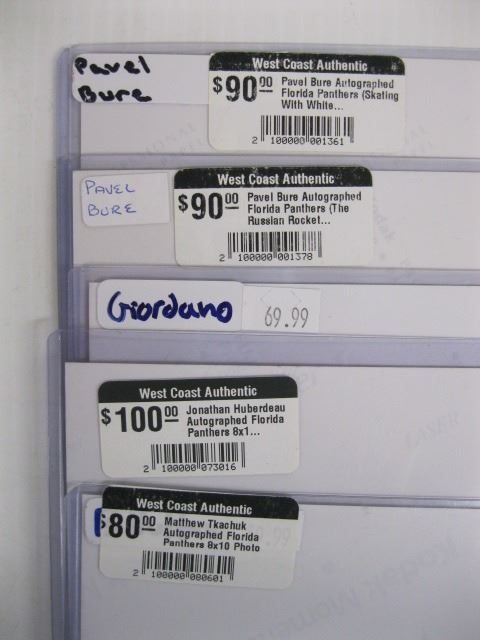 Pavel
Bure
West Coast Authentic
$90 00
Pavel Bure Autographed
Florida Panthers (Skating
With White...
2 100000 001361
PAVEL
BURE
West Coast Authentic
$90 00
Pavel Bure Autographed
Florida Panthers (The
Russian Rocket...
2 100000 001378
Giordano
69.99
West Coast Authentic
$100 00
Jonathan Huberdeau
Autographed Florida
Panthers 8x1...
2 100000 073016
West Coast Authentic
$80 00
Matthew Tkachuk
Autographed Florida
Panthers 8x10 Photo
2 100000 080601